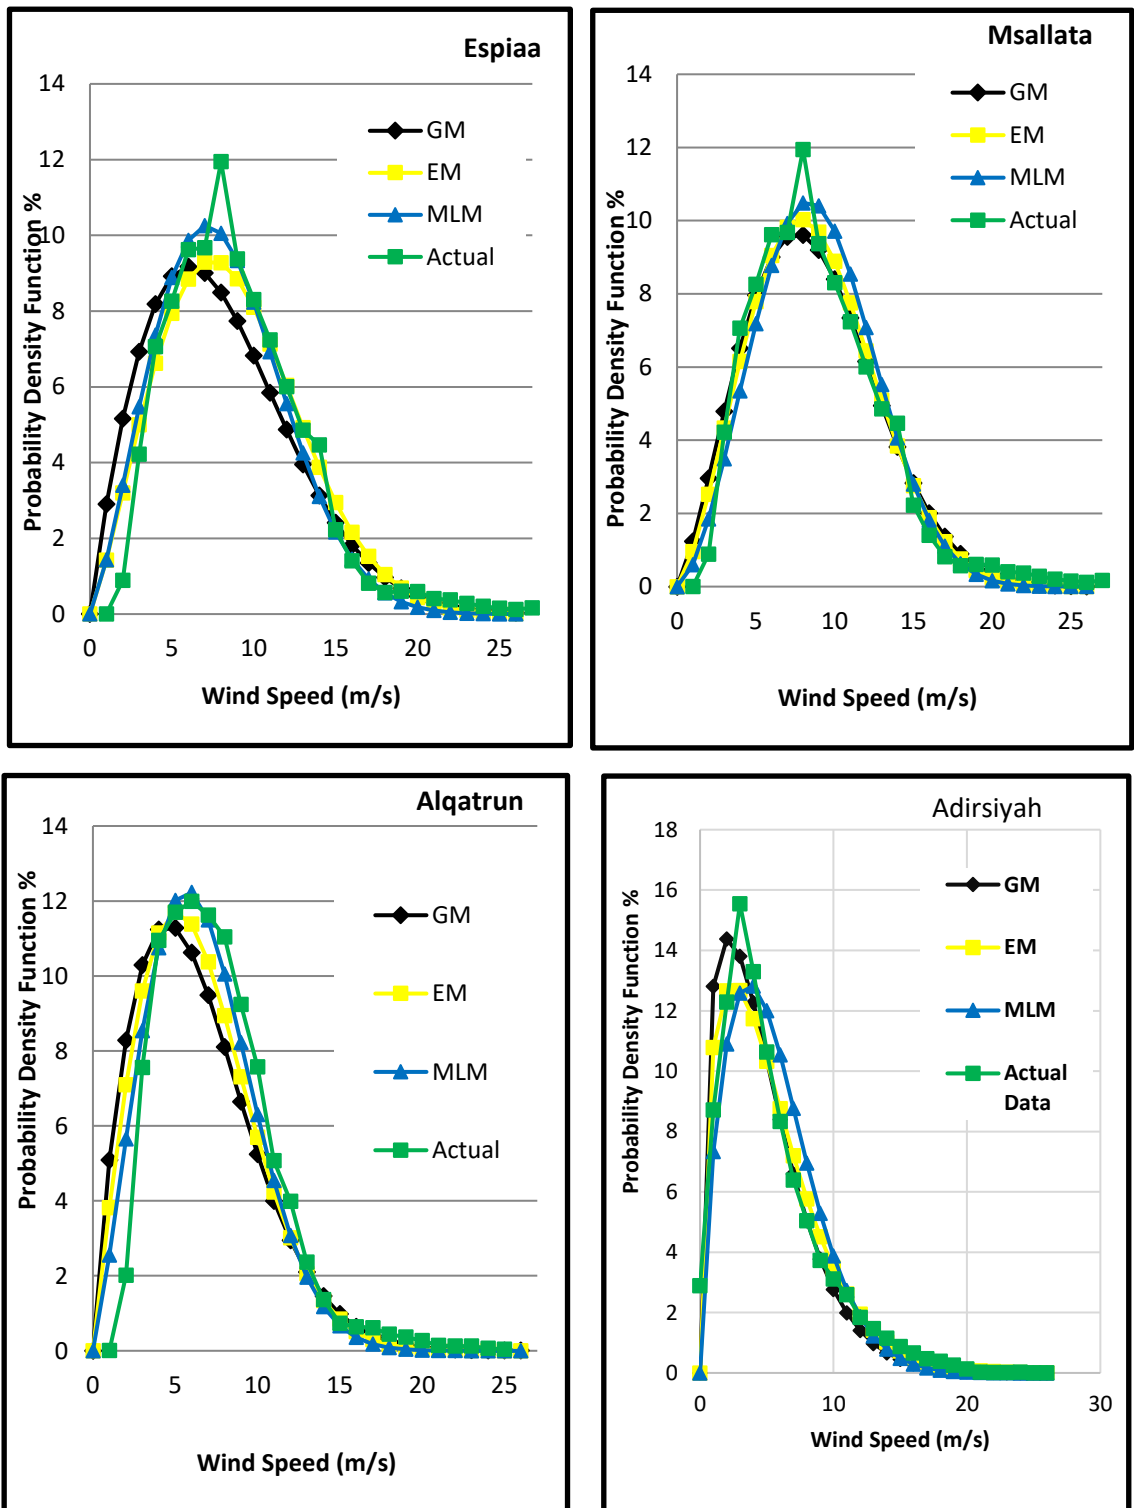 Espiaa
14
12
10
8
6
4
2
0
Probability Density Function %
GM
EM
MLM
Actual
0 5 10 15 20 25
Wind Speed (m/s)
Msallata
14
12
10
8
6
4
2
0
Probability Density Function %
GM
EM
MLM
Actual
0 5 10 15 20 25
Wind Speed (m/s)
Alqatrun
14
12
10
8
6
4
2
0
Probability Density Function %
GM
EM
MLM
Actual
0 5 10 15 20 25
Wind Speed (m/s)
Adirsiyah
18
16
14
12
10
8
6
4
2
0
Probability Density Function %
GM
EM
MLM
Actual
Data
0 10 20 30
Wind Speed (m/s)